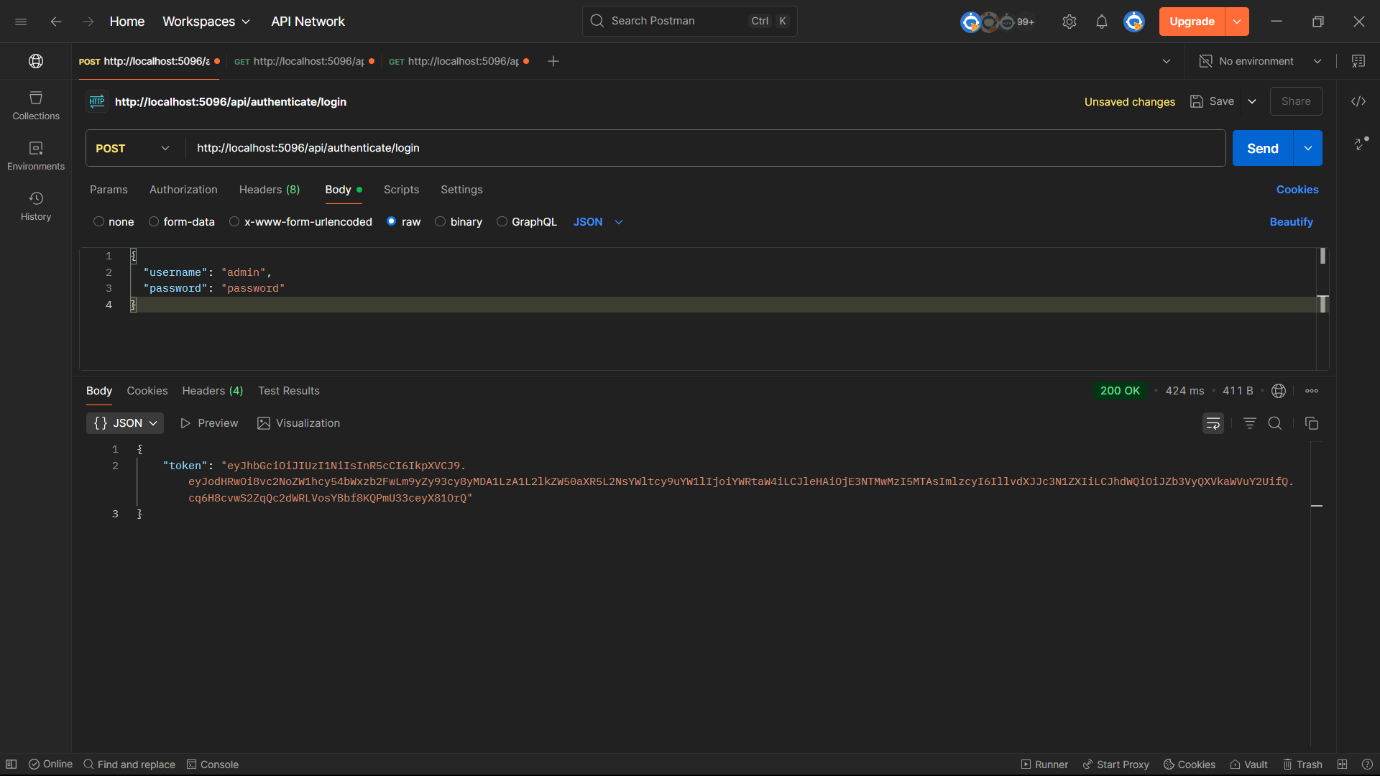 Home Workspaces API Network Search Postman Ctrl K 99+ Upgrade
POST http://localhost:5096/a GET http://localhost:5096/ap GET http://localhost:5096/ap No environment
Collections
Environments
History
HTTP http://localhost:5096/api/authenticate/login Unsaved changes Save Share
POST http://localhost:5096/api/authenticate/login Send
Params Authorization Headers (8) Body Scripts Settings Cookies
none form-data x-www-form-urlencoded raw binary GraphQL JSON Beautify
1 {
2 "username": "admin",
3 "password": "password"
4 }
Body Cookies Headers (4) Test Results 200 OK • 424 ms • 411 B
{} JSON Preview Visualization
1 {
2 "token": "eyJhbGciOiJIUzI1NiIsInR5cCI6IkpXVCJ9.
eyJodHRwOi8vc2NoZW1hcy54bWxzb2FwLm9yZy93cy8yMDA1LzA1L2lkZW50aXR5L2NsYWltcy9uYW1lIjoiYWRtaW4iLCJleHAiOjE3NTMwMzI5MTAsImlzcyI6IllvdXJJc3N1ZXIiLCJhdWQiOiJZb3VyQXVkaWVuY2UifQ.
cq6H8cvwS2ZqQc2dWRLVosYBbf8KQPmU33ceyX81OrQ"
3 }
Online Find and replace Console Runner Start Proxy Cookies Vault Trash